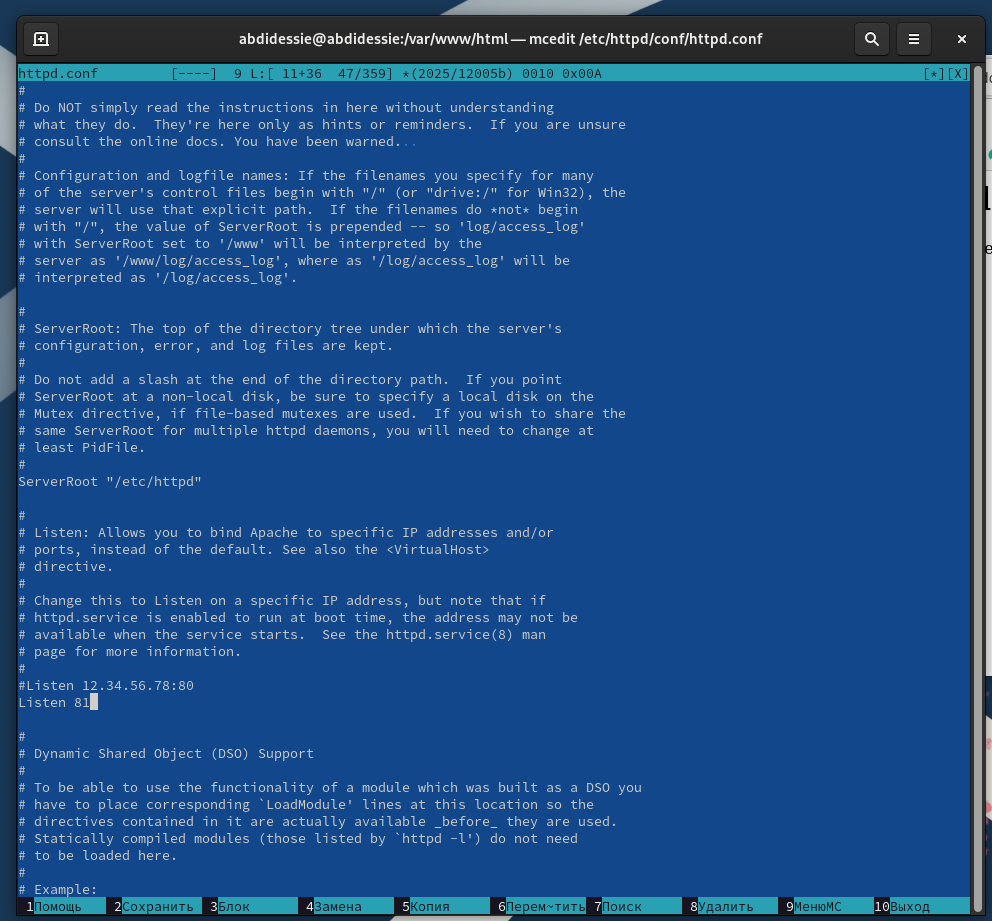 abdidessie@abdidessie:/var/www/html — mcedit /etc/httpd/conf/httpd.conf
httpd.conf         [----]  9 L:[ 11+36  47/359] *(2025/12005b) 0010 0x00A                                        [*][X]
#
# Do NOT simply read the instructions in here without understanding
# what they do.  They're here only as hints or reminders.  If you are unsure
# consult the online docs. You have been warned...
#
# Configuration and logfile names: If the filenames you specify for many
# of the server's control files begin with "/" (or "drive:/" for Win32), the
# server will use that explicit path.  If the filenames do *not* begin
# with "/", the value of ServerRoot is prepended -- so 'log/access_log'
# with ServerRoot set to '/www' will be interpreted by the
# server as '/www/log/access_log', where as '/log/access_log' will be
# interpreted as '/log/access_log'.

#
# ServerRoot: The top of the directory tree under which the server's
# configuration, error, and log files are kept.
#
# Do not add a slash at the end of the directory path.  If you point
# ServerRoot at a non-local disk, be sure to specify a local disk on the
# Mutex directive, if file-based mutexes are used.  If you wish to share the
# same ServerRoot for multiple httpd daemons, you will need to change at
# least PidFile.
#
ServerRoot "/etc/httpd"

#
# Listen: Allows you to bind Apache to specific IP addresses and/or
# ports, instead of the default. See also the <VirtualHost>
# directive.
#
# Change this to Listen on a specific IP address, but note that if
# httpd.service is enabled to run at boot time, the address may not be
# available when the service starts.  See the httpd.service(8) man
# page for more information.
#
#Listen 12.34.56.78:80
Listen 81

#
# Dynamic Shared Object (DSO) Support
#
# To be able to use the functionality of a module which was built as a DSO you
# have to place corresponding `LoadModule' lines at this location so the
# directives contained in it are actually available _before_ they are used.
# Statically compiled modules (those listed by `httpd -l') do not need
# to be loaded here.
#
# Example:
1Помощь 2Сохранить 3Блок 4Замена 5Копия 6Перем~тить 7Поиск 8Удалить 9МенюMC 10Выход